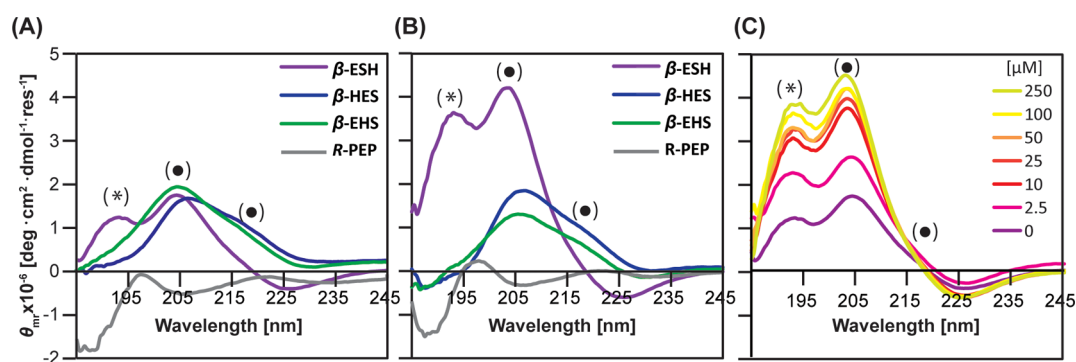 (A)
(B)
(C)
θmr x10-6 [deg · cm2 · dmol-1· res-1]
5
4
3
2
1
0
-1
-2
(*)
(●)
(●)
β-ESH
β-HES
β-EHS
R-PEP
195 205 215 225 235 245
Wavelength [nm]
(*)
(●)
(●)
β-ESH
β-HES
β-EHS
R-PEP
195 205 215 225 235 245
Wavelength [nm]
(*)
(●)
(●)
[µM]
250
100
50
25
10
2.5
0
195 205 215 225 235 245
Wavelength [nm]